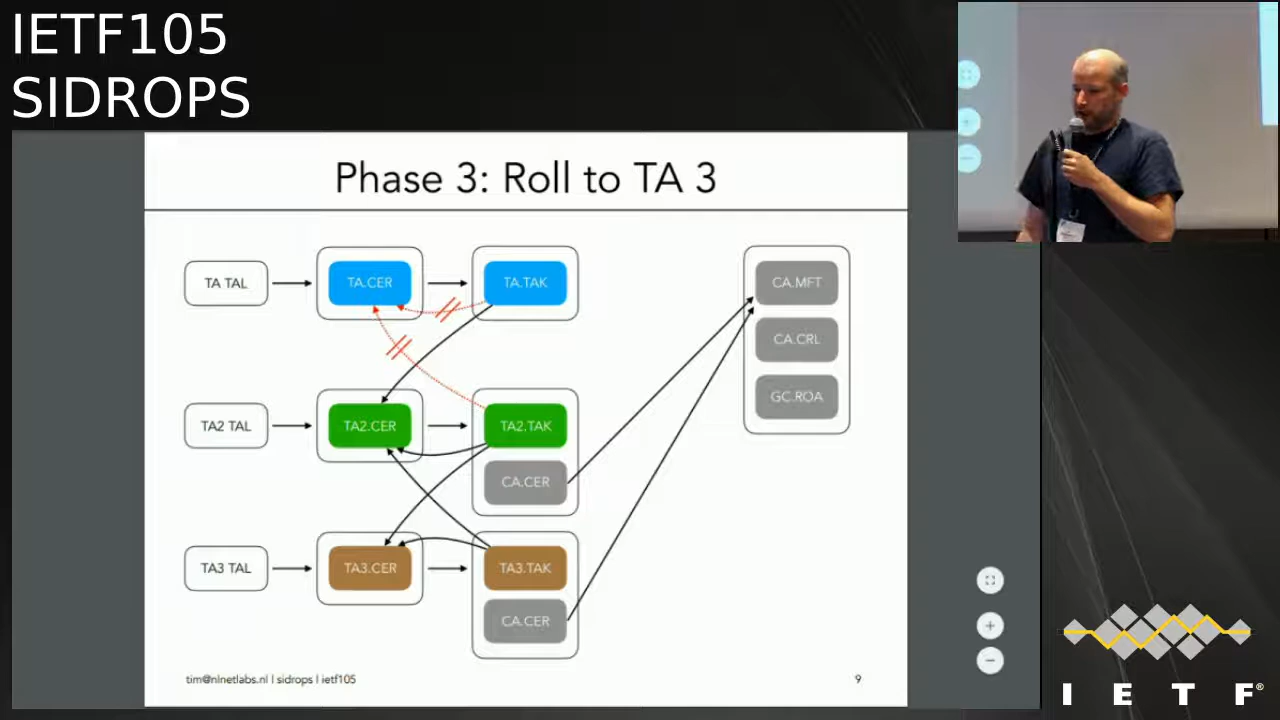 IETF105
SIDROPS
Phase 3: Roll to TA 3
TA TAL
TA.CER
TA.TAK
CA.MFT
CA.CRL
GC.ROA
TA2 TAL
TA2.CER
TA2.TAK
CA.CER
TA3 TAL
TA3.CER
TA3.TAK
CA.CER
tim@nlnetlabs.nl | sidrops | ietf105
9
I E T F®